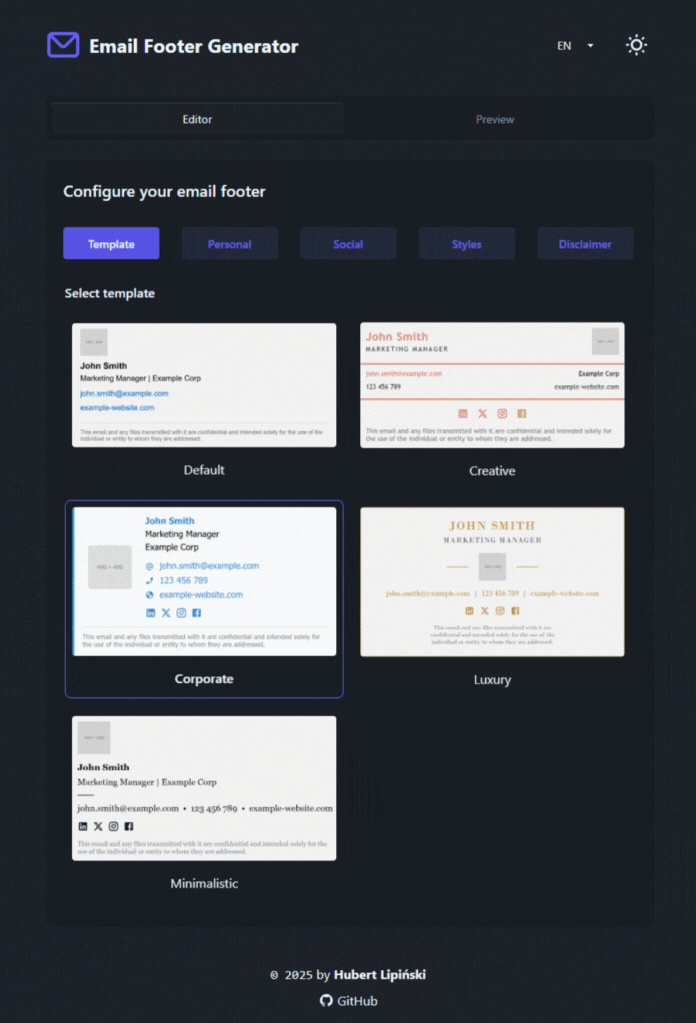 Email Footer Generator
EN
Editor
Preview
Configure your email footer
Template
Personal
Social
Styles
Disclaimer
Select template
John Smith
Marketing Manager | Example Corp
john.smith@example.com
example-website.com
This email and any files transmitted with it are confidential and intended solely for the use of the
individual or entity to whom they are addressed.
Default
John Smith
MARKETING MANAGER
john.smith@example.com
Example Corp
123 456 789
example-website.com
This email and any files transmitted with it are confidential and intended solely for
the use of the individual or entity to whom they are addressed.
Creative
400 × 400
John Smith
Marketing Manager
Example Corp
john.smith@example.com
123 456 789
example-website.com
This email and any files transmitted with it are confidential and intended solely for
the use of the individual or entity to whom they are addressed.
Corporate
JOHN SMITH
MARKETING MANAGER
john.smith@example.com | 123 456 789 | example-website.com
This email and any files transmitted with it are
confidential and intended solely for the use of the
individual or entity to whom they are addressed.
Luxury
John Smith
Marketing Manager | Example Corp
john.smith@example.com • 123 456 789 • example-website.com
This email and any files transmitted with it are confidential and intended solely for the
use of the individual or entity to whom they are addressed.
Minimalistic
© 2025 by Hubert Lipiński
GitHub